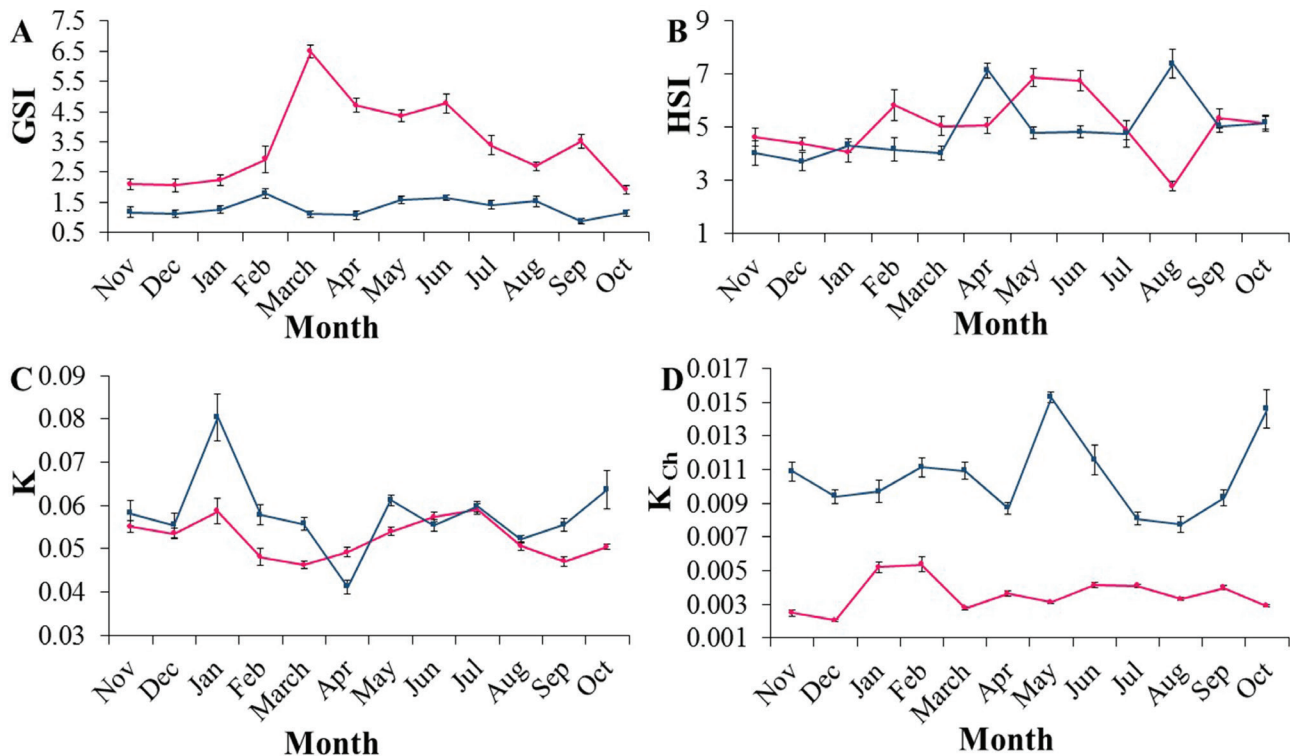 A
GSI
7.5
6.5
5.5
4.5
3.5
2.5
1.5
0.5
Nov Dec Jan Feb March Apr May Jun Jul Aug Sep Oct
Month
B
HSI
9
7
5
3
1
Nov Dec Jan Feb March Apr May Jun Jul Aug Sep Oct
Month
C
K
0.09
0.08
0.07
0.06
0.05
0.04
0.03
Nov Dec Jan Feb March Apr May Jun Jul Aug Sep Oct
Month
D
K Ch
0.017
0.015
0.013
0.011
0.009
0.007
0.005
0.003
0.001
Nov Dec Jan Feb March Apr May Jun Jul Aug Sep Oct
Month